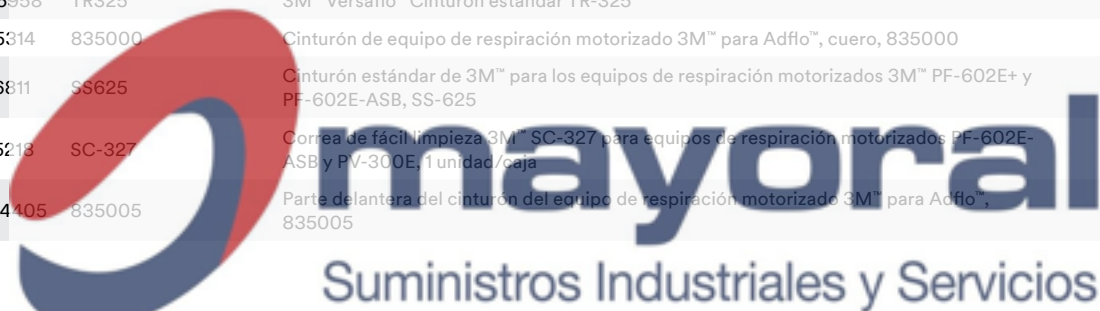 958 TR325 3M™ Versaflo™ Cinturón estándar TR-325
5314 835000 Cinturón de equipo de respiración motorizado 3M™ para Adflo™, cuero, 835000
6811 SS625 Cinturón estándar de 3M™ para los equipos de respiración motorizados 3M™ PF-602E+ y
PF-602E-ASB, SS-625
5218 SC-327 Correa de fácil limpieza 3M™ SC-327 para equipos de respiración motorizados PF-602E-
ASB y PV-300E, 1 unidad/caja
4405 835005 Parte delantera del cinturón del equipo de respiración motorizado 3M™ para Adflo™,
835005
mayoral
Suministros Industriales y Servicios